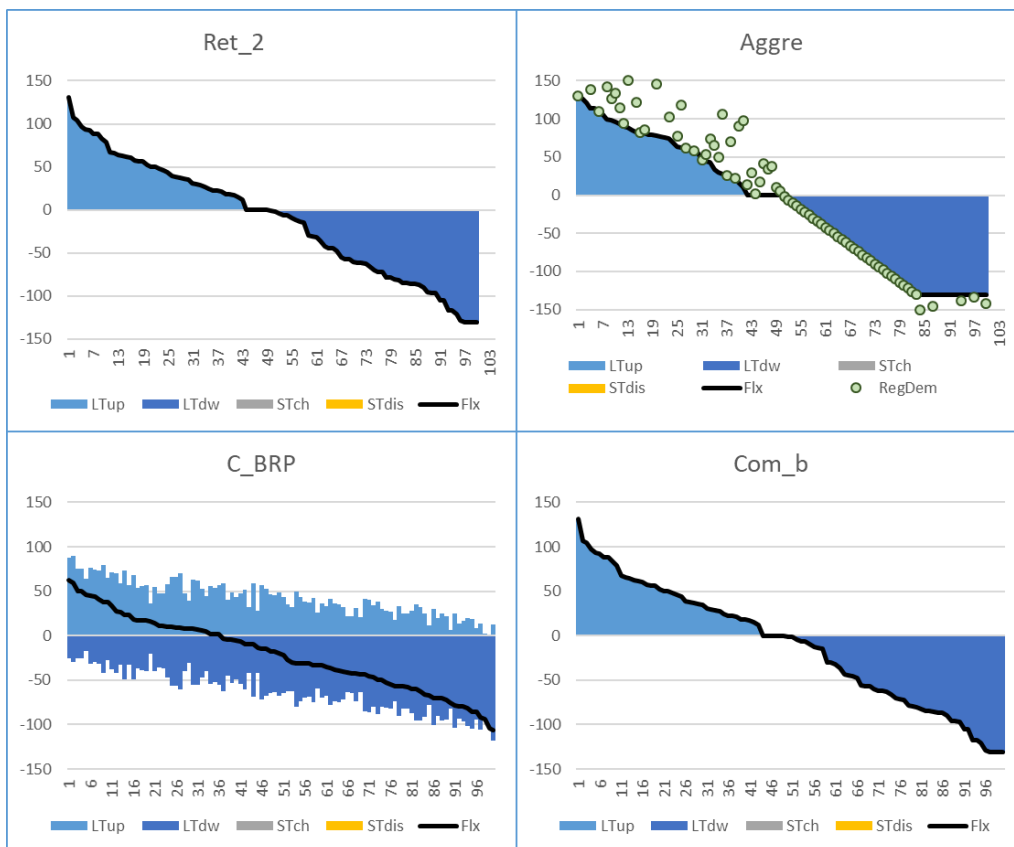 Ret_2
150
100
50
0
-50
-100
-150
1 7 13 19 25 31 37 43 49 55 61 67 73 79 85 91 97 103
LTup LTdw STch STdis Flx
Aggre
150
100
50
0
-50
-100
-150
1 7 13 19 25 31 37 43 49 55 61 67 73 79 85 91 97 103
LTup LTdw STch
STdis Flx RegDem
C_BRP
150
100
50
0
-50
-100
-150
1 6 11 16 21 26 31 36 41 46 51 56 61 66 71 76 81 86 91 96
LTup LTdw STch STdis Flx
Com_b
150
100
50
0
-50
-100
-150
1 6 11 16 21 26 31 36 41 46 51 56 61 66 71 76 81 86 91 96
LTup LTdw STch STdis Flx